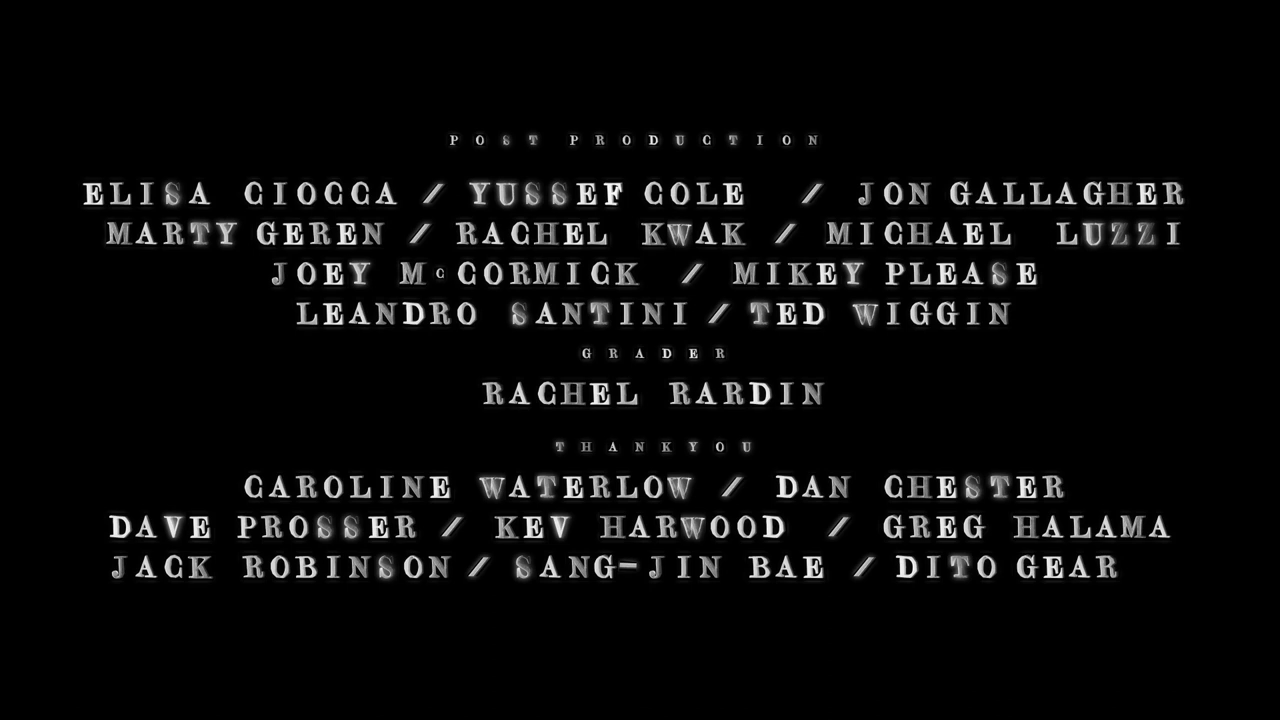 POST PRODUCTION
ELISA CIOCCA / YUSSEF COLE / JON GALLAGHER
MARTY GEREN / RACHEL KWAK / MICHAEL LUZZI
JOEY McCORMICK / MIKEY PLEASE
LEANDRO SANTINI / TED WIGGIN
GRADER
RACHEL RARDIN
THANKYOU
CAROLINE WATERLOW / DAN CHESTER
DAVE PROSSER / KEV HARWOOD / GREG HALAMA
JACK ROBINSON / SANG-JIN BAE / DITO GEAR